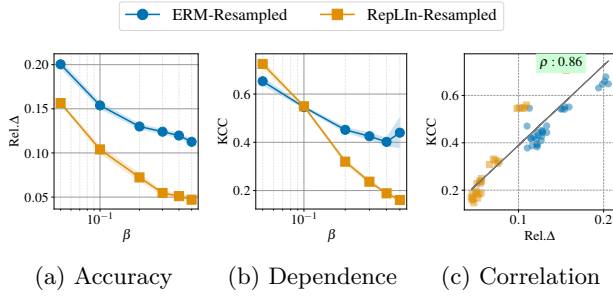 ERM-Resampled RepLIn-Resampled
0.20
0.15
0.10
0.05
Rel.Δ
10⁻¹
β
0.6
0.4
0.2
KCC
10⁻¹
β
ρ : 0.86
0.6
0.4
0.2
KCC
0.1 0.2
Rel.Δ
(a) Accuracy (b) Dependence (c) Correlation